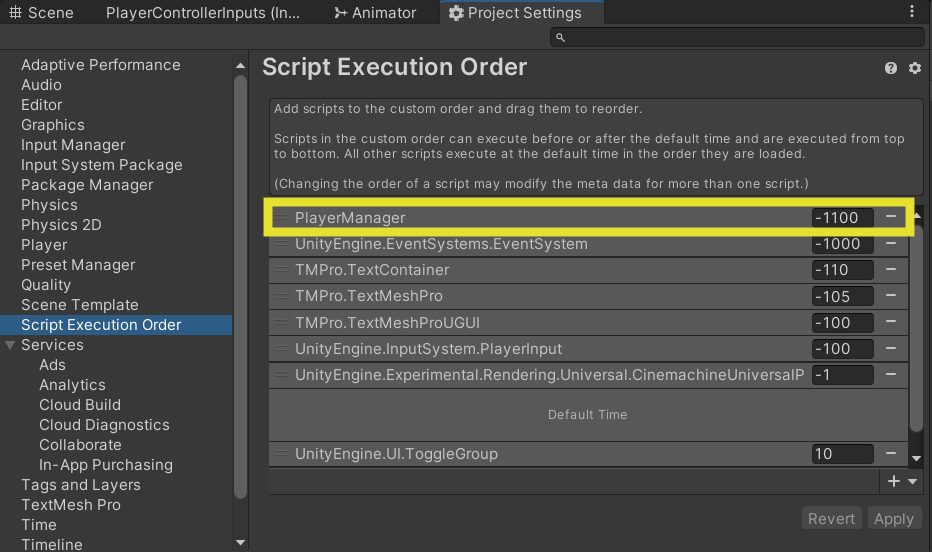 Scene
PlayerControllerInputs (In...
Animator
Project Settings
Adaptive Performance
Audio
Editor
Graphics
Input Manager
Input System Package
Package Manager
Physics
Physics 2D
Player
Preset Manager
Quality
Scene Template
Script Execution Order
Services
Ads
Analytics
Cloud Build
Cloud Diagnostics
Collaborate
In-App Purchasing
Tags and Layers
TextMesh Pro
Time
Timeline
Script Execution Order
Add scripts to the custom order and drag them to reorder.
Scripts in the custom order can execute before or after the default time and are executed from top
to bottom. All other scripts execute at the default time in the order they are loaded.
(Changing the order of a script may modify the meta data for more than one script.)
PlayerManager -1100
UnityEngine.EventSystems.EventSystem -1000
TMPro.TextContainer -110
TMPro.TextMeshPro -105
TMPro.TextMeshProUGUI -100
UnityEngine.InputSystem.PlayerInput -100
UnityEngine.Experimental.Rendering.Universal.CinemachineUniversalP -1
Default Time
UnityEngine.UI.ToggleGroup 10
Revert Apply